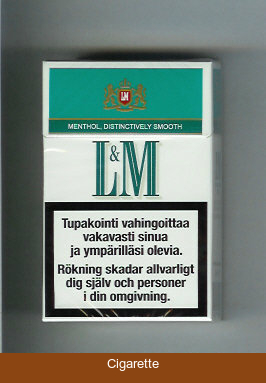 LM
MENTHOL, DISTINCTIVELY SMOOTH
L&M
Tupakointi vahingoittaa
vakavasti sinua
ja ympärilläsi olevia.
Rökning skadar allvarligt
dig själv och personer
i din omgivning.
Cigarette